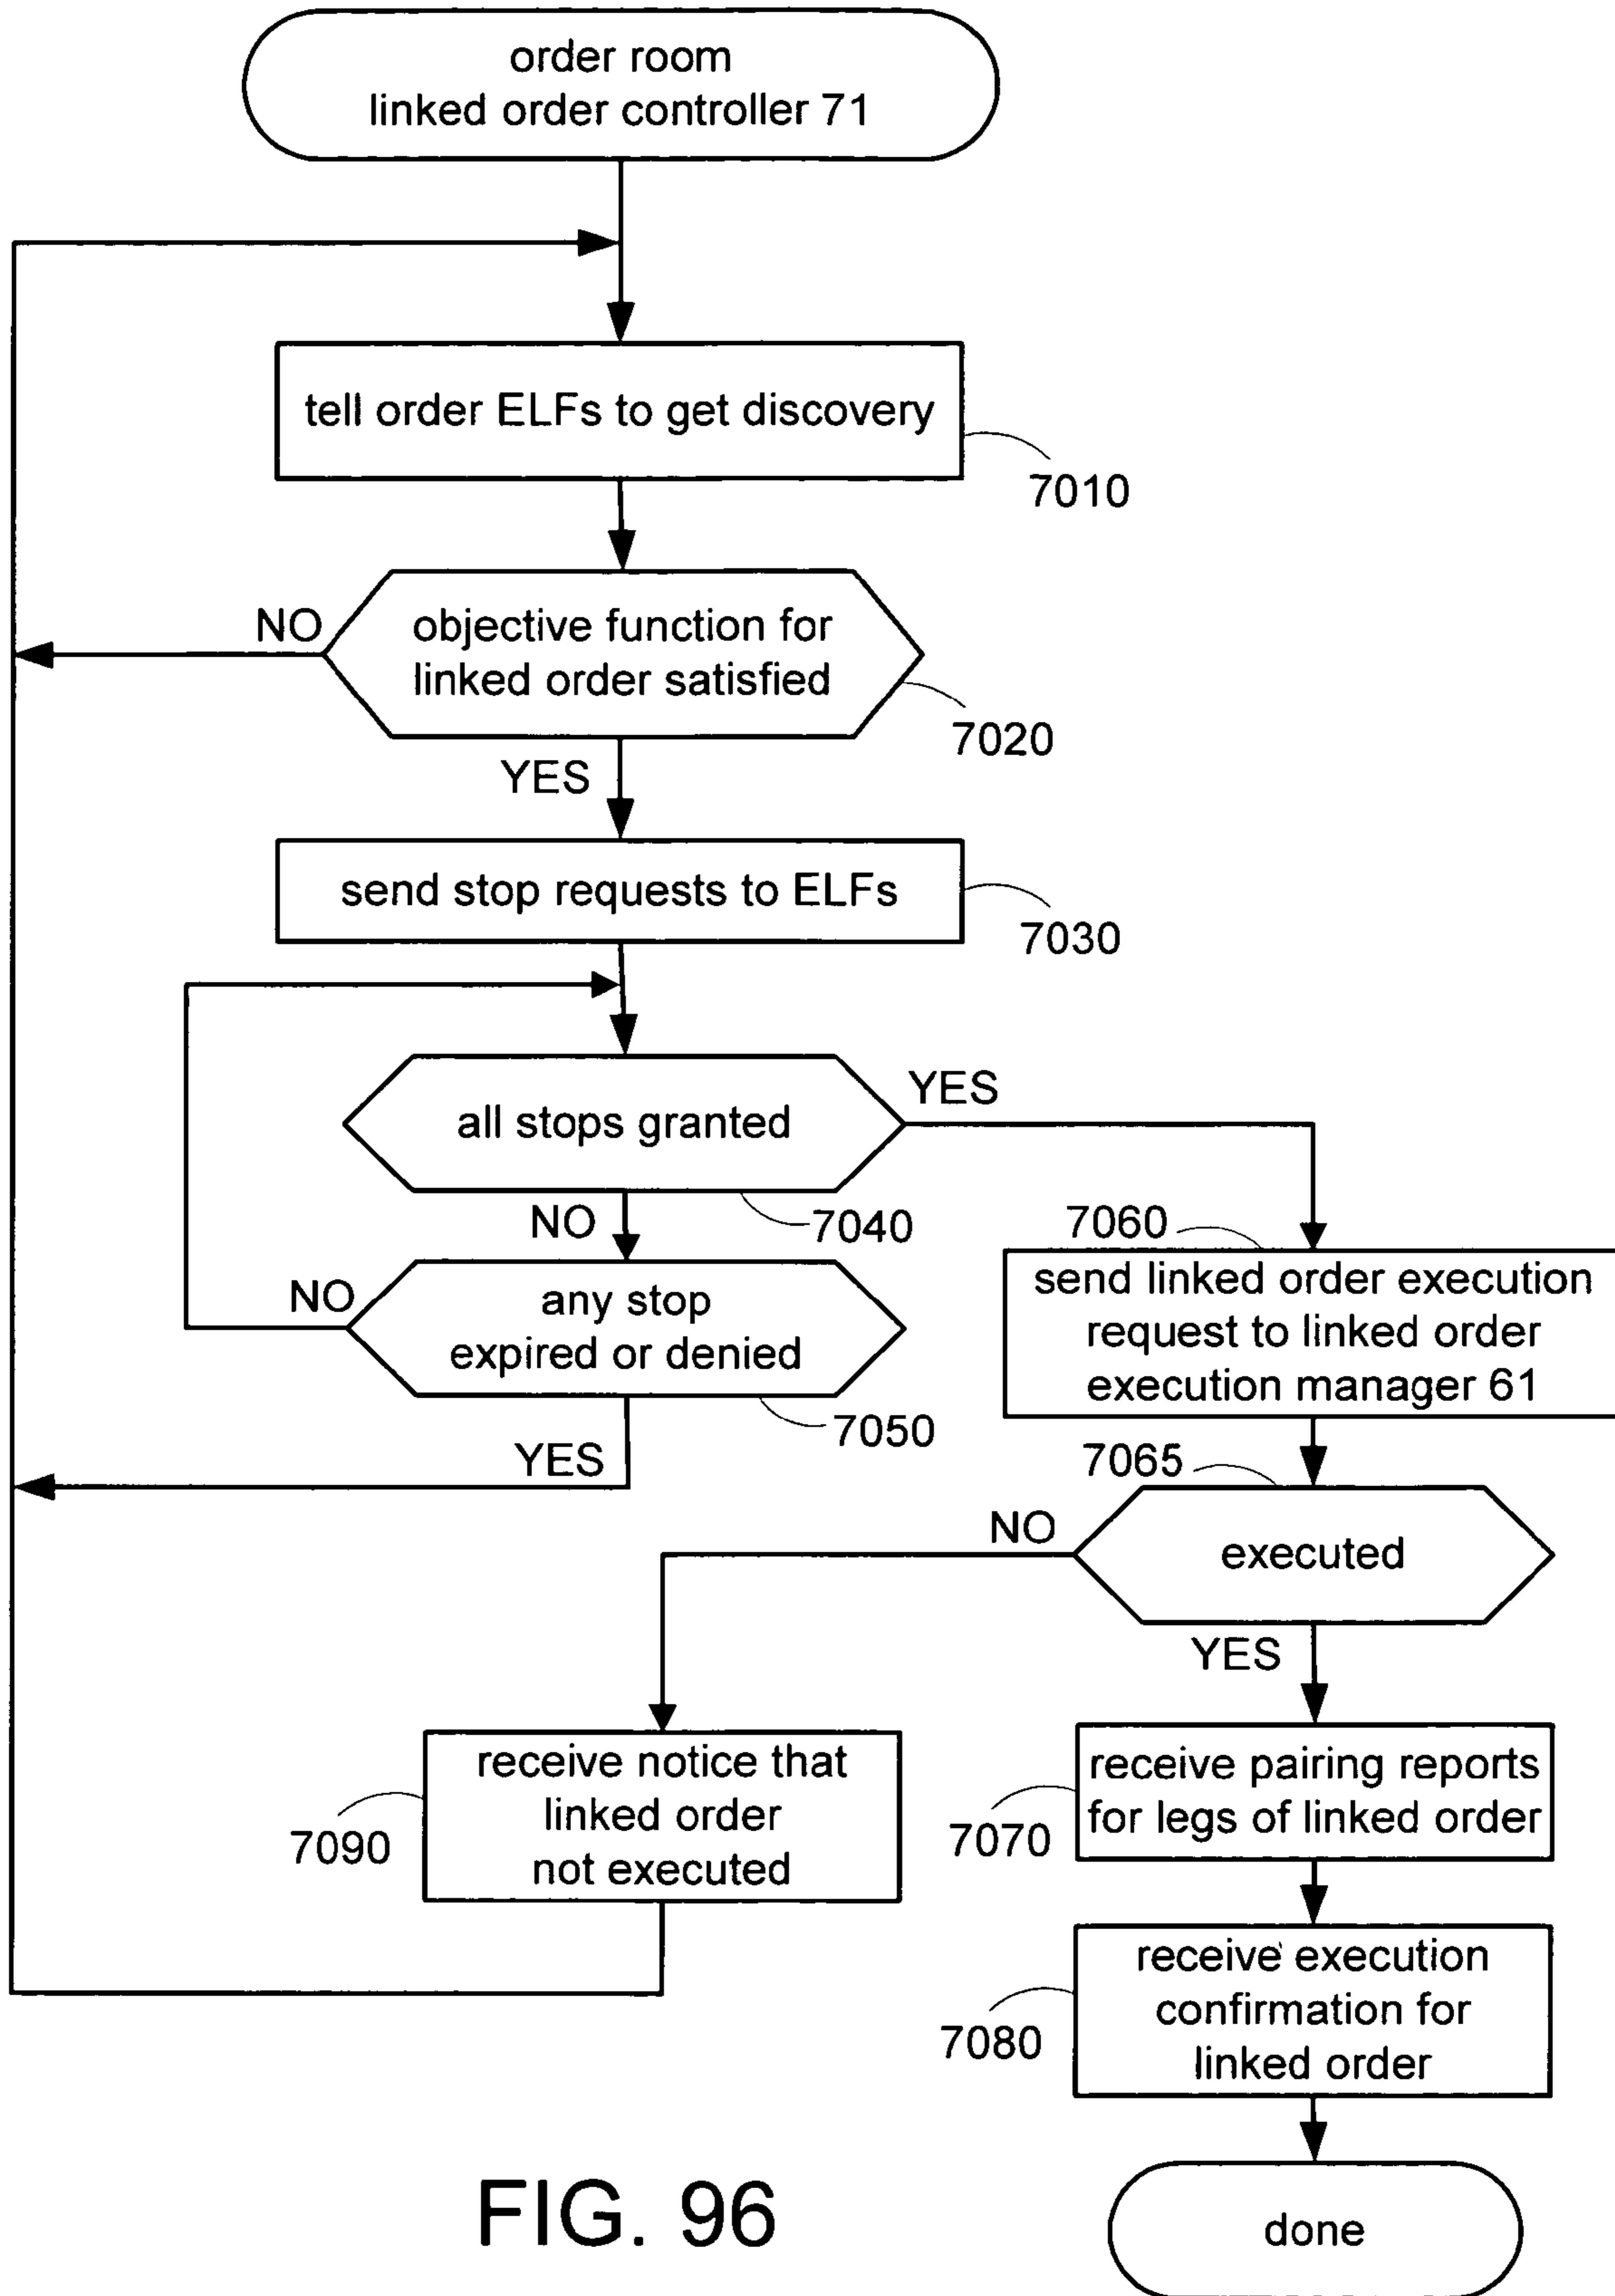 order room
linked order controller 71
tell order ELFs to get discovery
7010
NO
objective function for
linked order satisfied
7020
YES
send stop requests to ELFs
7030
all stops granted
YES
7040
NO
NO
any stop
expired or denied
7050
YES
7060
send linked order execution
request to linked order
execution manager 61
7065
NO
executed
YES
receive notice that
linked order
not executed
7090
receive pairing reports
for legs of linked order
7070
receive execution
confirmation for
linked order
7080
done
FIG. 96